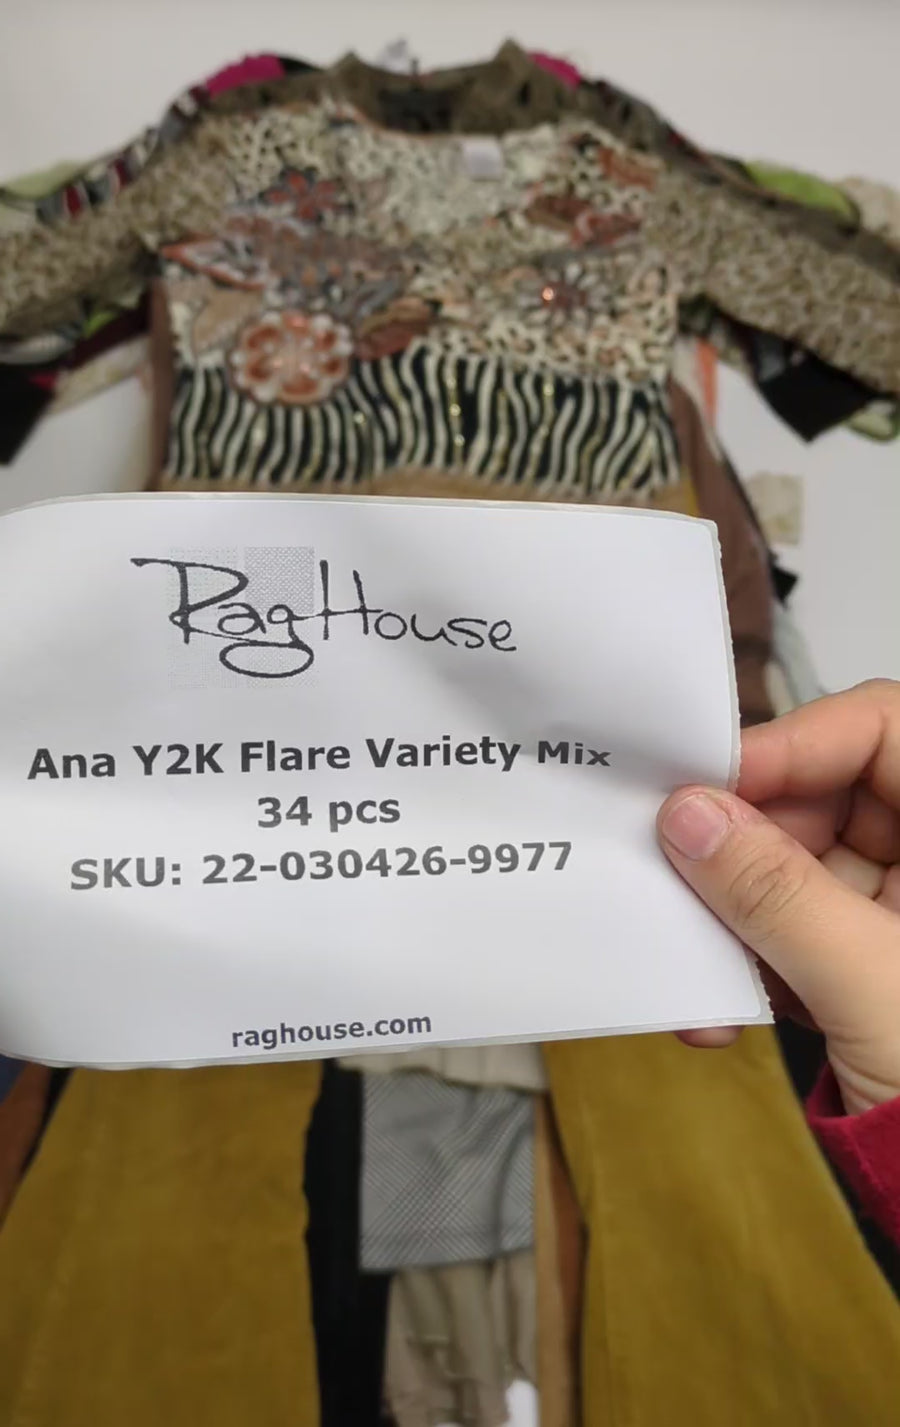 RagHouse
Ana Y2K Flare Variety Mix
34 pcs
SKU: 22-030426-9977
raghouse.com